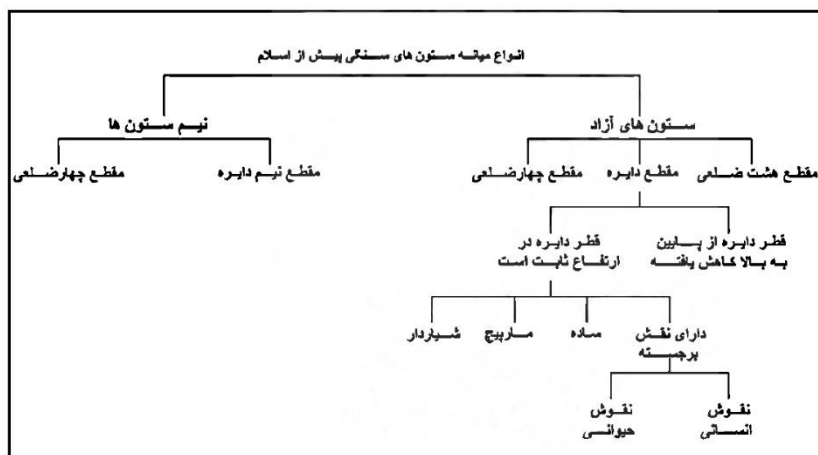 انواع میانه ستون های سنگی پیش از اسلام
ستون های آزاد
نیم ستون ها
مقطع هشت ضلعی
مقطع دایره
مقطع چهارضلعی
مقطع نیم دایره
مقطع چهارضلعی
قطر دایره از پایین
به بالا کاهش یافته
قطر دایره در
ارتفاع ثابت است
دارای نقش
برجسته
ساده
مارپیچ
شیاردار
نقوش
انسانی
نقوش
حیوانی